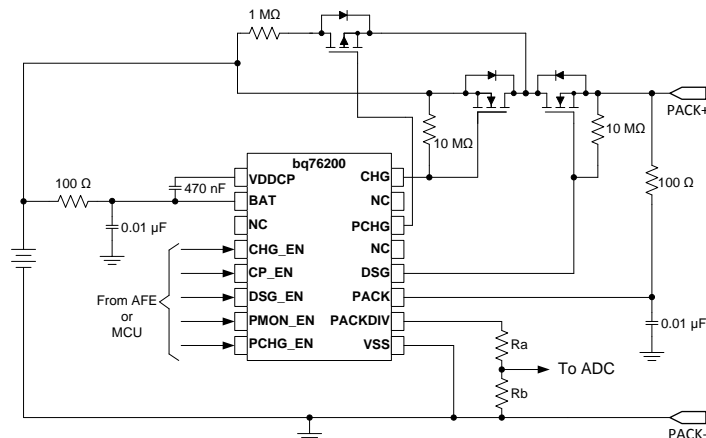 1 MΩ
PACK+
10 MΩ
10 MΩ
bq76200
100 Ω
470 nF
VDDCP
CHG
100 Ω
BAT
NC
0.01 µF
NC
PCHG
CHG_EN
NC
CP_EN
DSG
From AFE
or
MCU
DSG_EN
PACK
PMON_EN
PACKDIV
0.01 µF
PCHG_EN
VSS
Ra
To ADC
Rb
PACK-